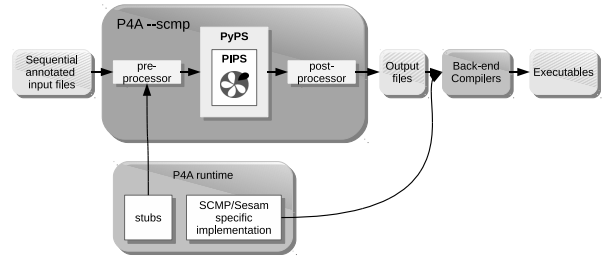 P4A --scmp
PyPS
PIPS
Sequential
annotated
input files
pre-
processor
post-
processor
Output
files
Back-end
Compilers
Executables
P4A runtime
stubs
SCMP/Sesam
specific
implementation